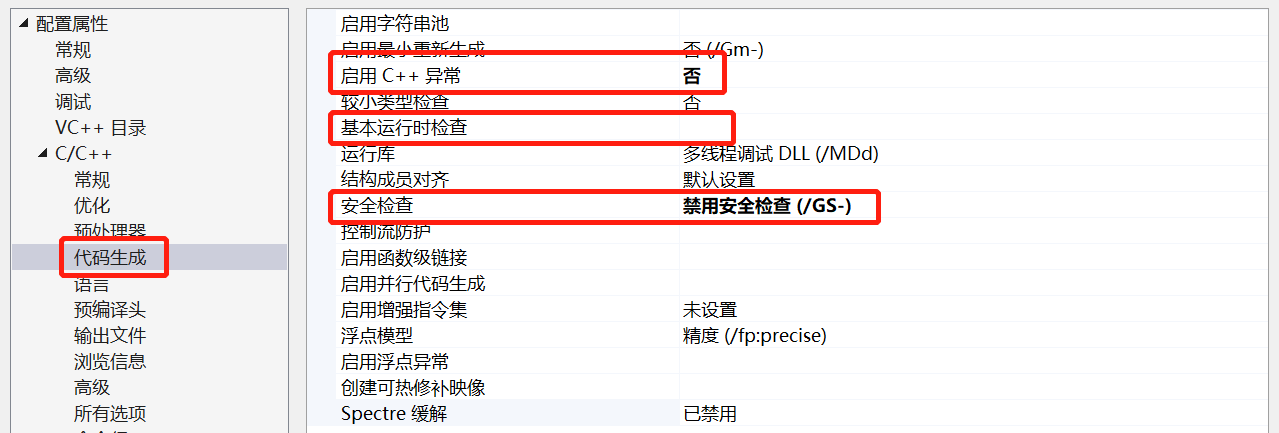 配置属性
常规
高级
调试
VC++ 目录
C/C++
常规
优化
预处理器
代码生成
语言
预编译头
输出文件
浏览信息
高级
所有选项
启用字符串池
启用最小重新生成 否 (/Gm-)
启用 C++ 异常 否
较小类型检查 否
基本运行时检查
运行库 多线程调试 DLL (/MDd)
结构成员对齐 默认设置
安全检查 禁用安全检查 (/GS-)
控制流防护
启用函数级链接
启用并行代码生成
启用增强指令集 未设置
浮点模型 精度 (/fp:precise)
启用浮点异常
创建可热修补映像
Spectre 缓解 已禁用